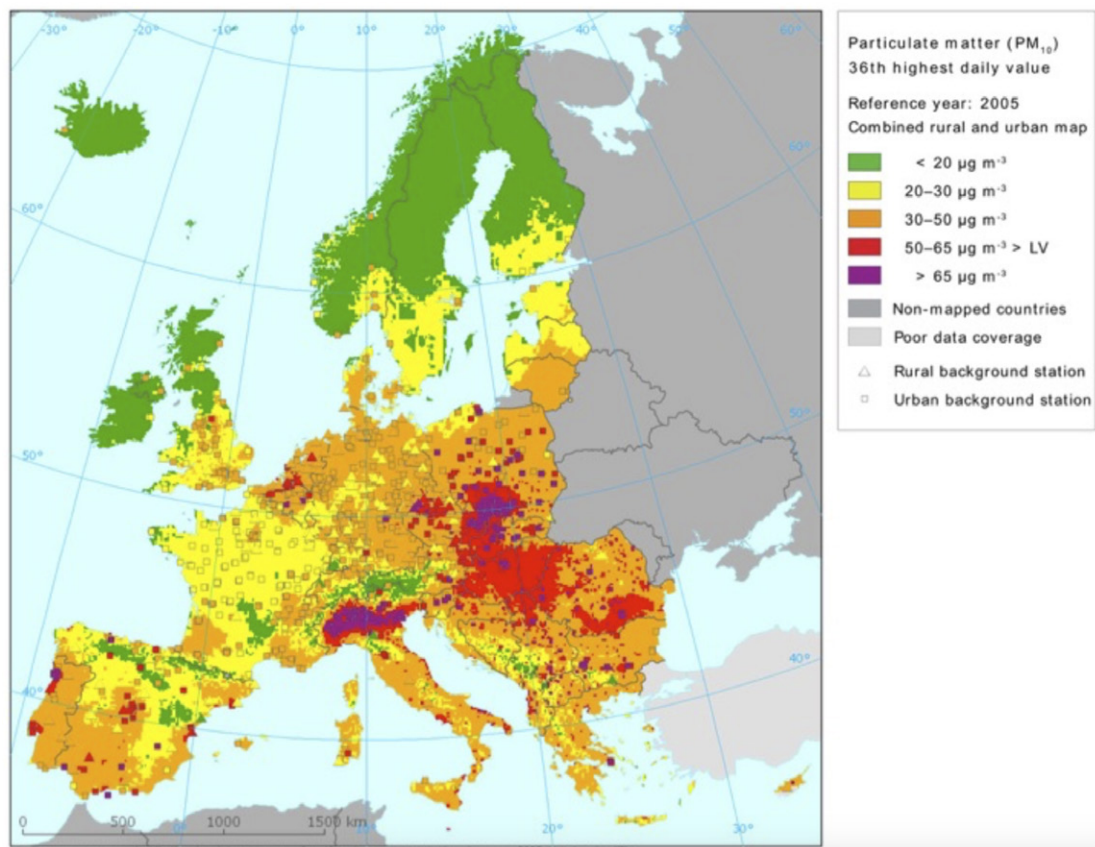 -30°
-20°
-10°
0°
10°
20°
30°
40°
50°
60°
60°
60°
50°
50°
40°
40°
0 500 1000 1500 km
0°
10°
20°
30°
Particulate matter (PM₁₀)
36th highest daily value
Reference year: 2005
Combined rural and urban map
< 20 µg m⁻³
20–30 µg m⁻³
30–50 µg m⁻³
50–65 µg m⁻³ > LV
> 65 µg m⁻³
Non-mapped countries
Poor data coverage
Rural background station
Urban background station